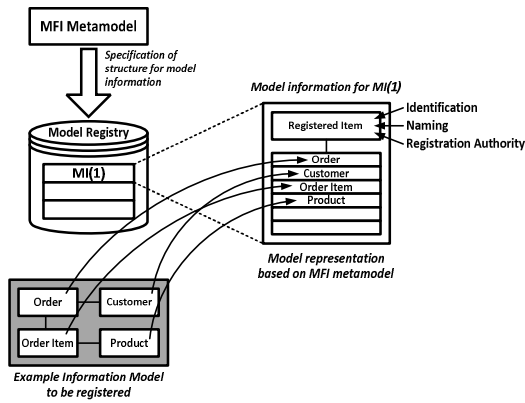 MFI Metamodel
Specification of
structure for model
information
Model Registry
MI(1)
Model information for MI(1)
Registered Item
Identification
Naming
Registration Authority
Order
Customer
Order Item
Product
Model representation
based on MFI metamodel
Order
Customer
Order Item
Product
Example Information Model
to be registered